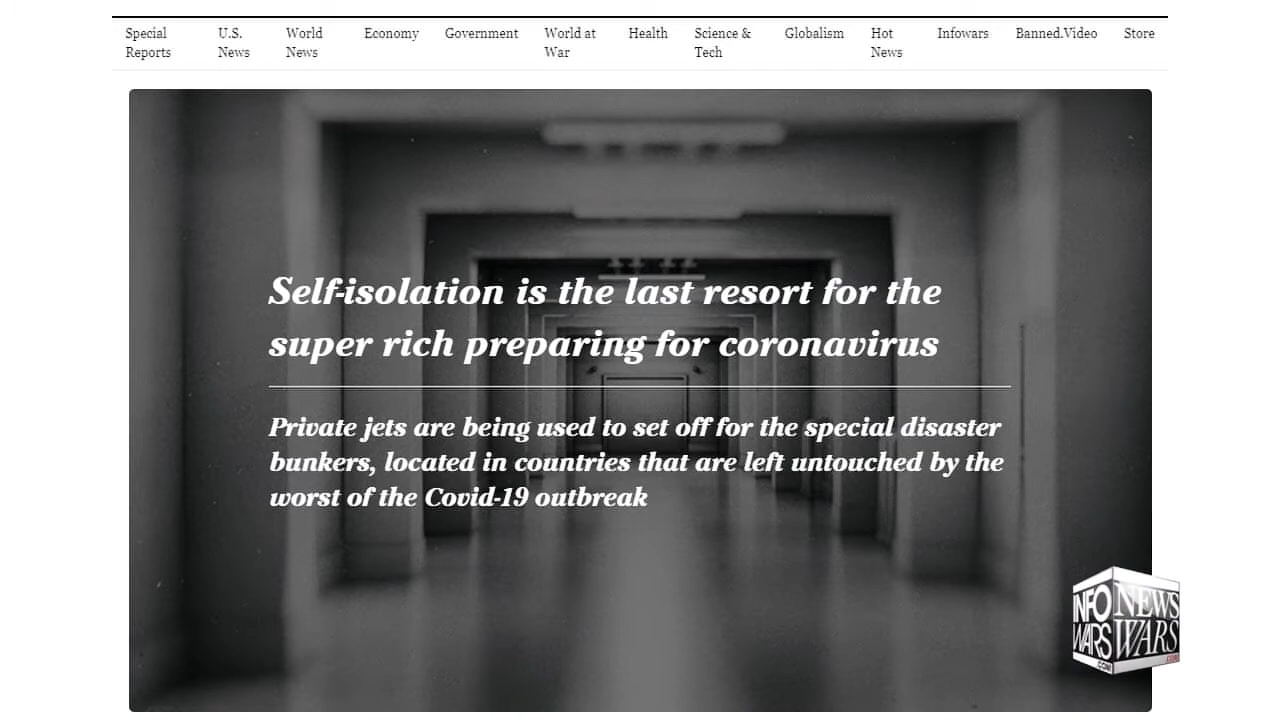 Special U.S. World Economy Government World at Health Science & Globalism Hot Infowars Banned.Video Store
Reports News News War Tech News
Self-isolation is the last resort for the
super rich preparing for coronavirus
Private jets are being used to set off for the special disaster
bunkers, located in countries that are left untouched by the
worst of the Covid-19 outbreak
INFO NEWS
WARS WARS
.COM .COM